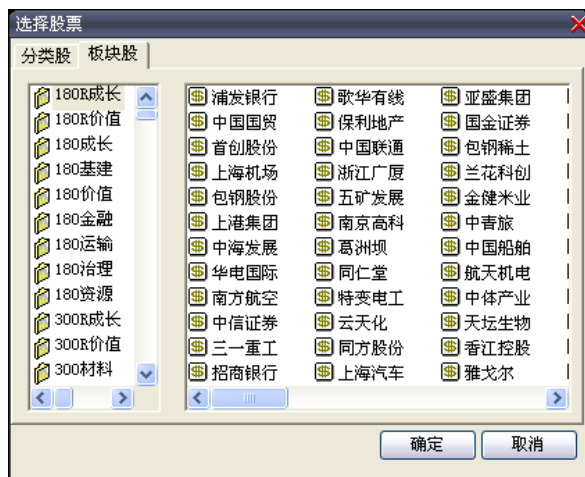 选择股票
分类股 板块股
180R成长
180R价值
180成长
180基建
180价值
180金融
180运输
180治理
180资源
300R成长
300R价值
300材料
浦发银行 歌华有线 亚盛集团
中国国贸 保利地产 国金证券
首创股份 中国联通 包钢稀土
上海机场 浙江广厦 兰花科创
包钢股份 五矿发展 金健米业
上港集团 南京高科 中青旅
中海发展 葛洲坝 中国船舶
华电国际 同仁堂 航天机电
南方航空 特变电工 中体产业
中信证券 云天化 天坛生物
三一重工 同方股份 香江控股
招商银行 上海汽车 雅戈尔
确定 取消